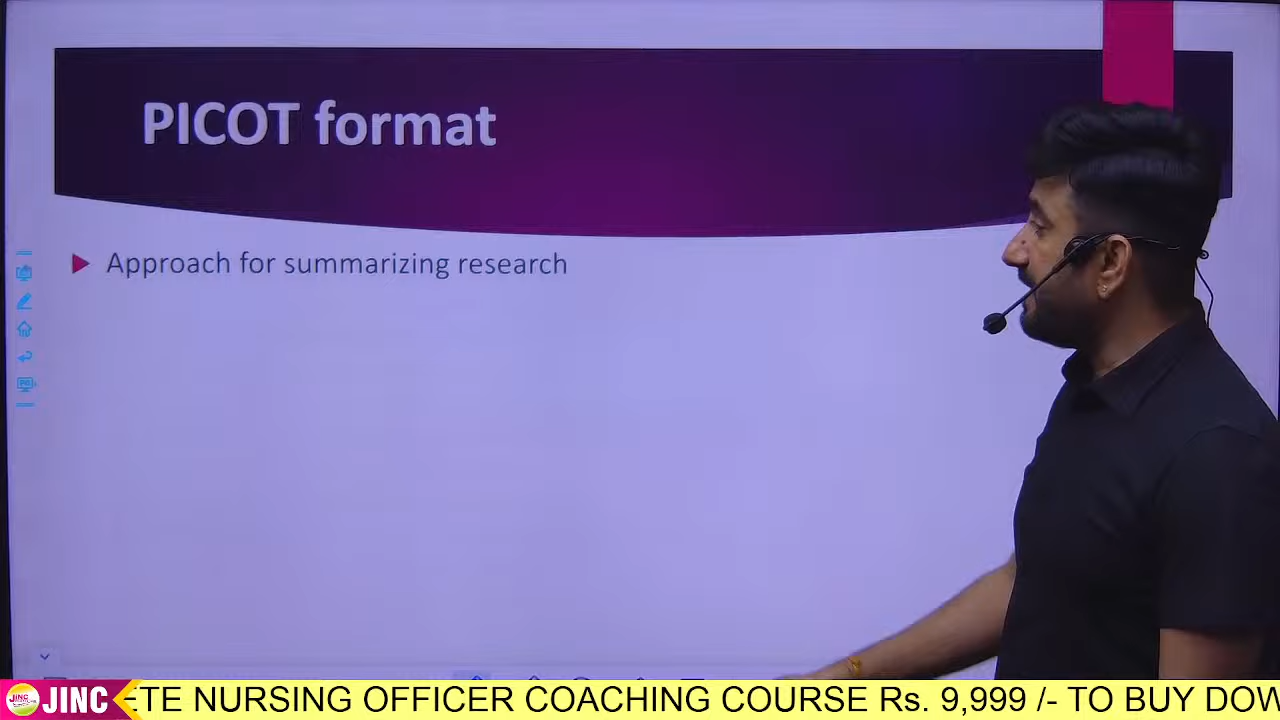 PICOT format
Approach for summarizing research
JINC
ETE NURSING OFFICER COACHING COURSE Rs. 9,999 /- TO BUY DOW